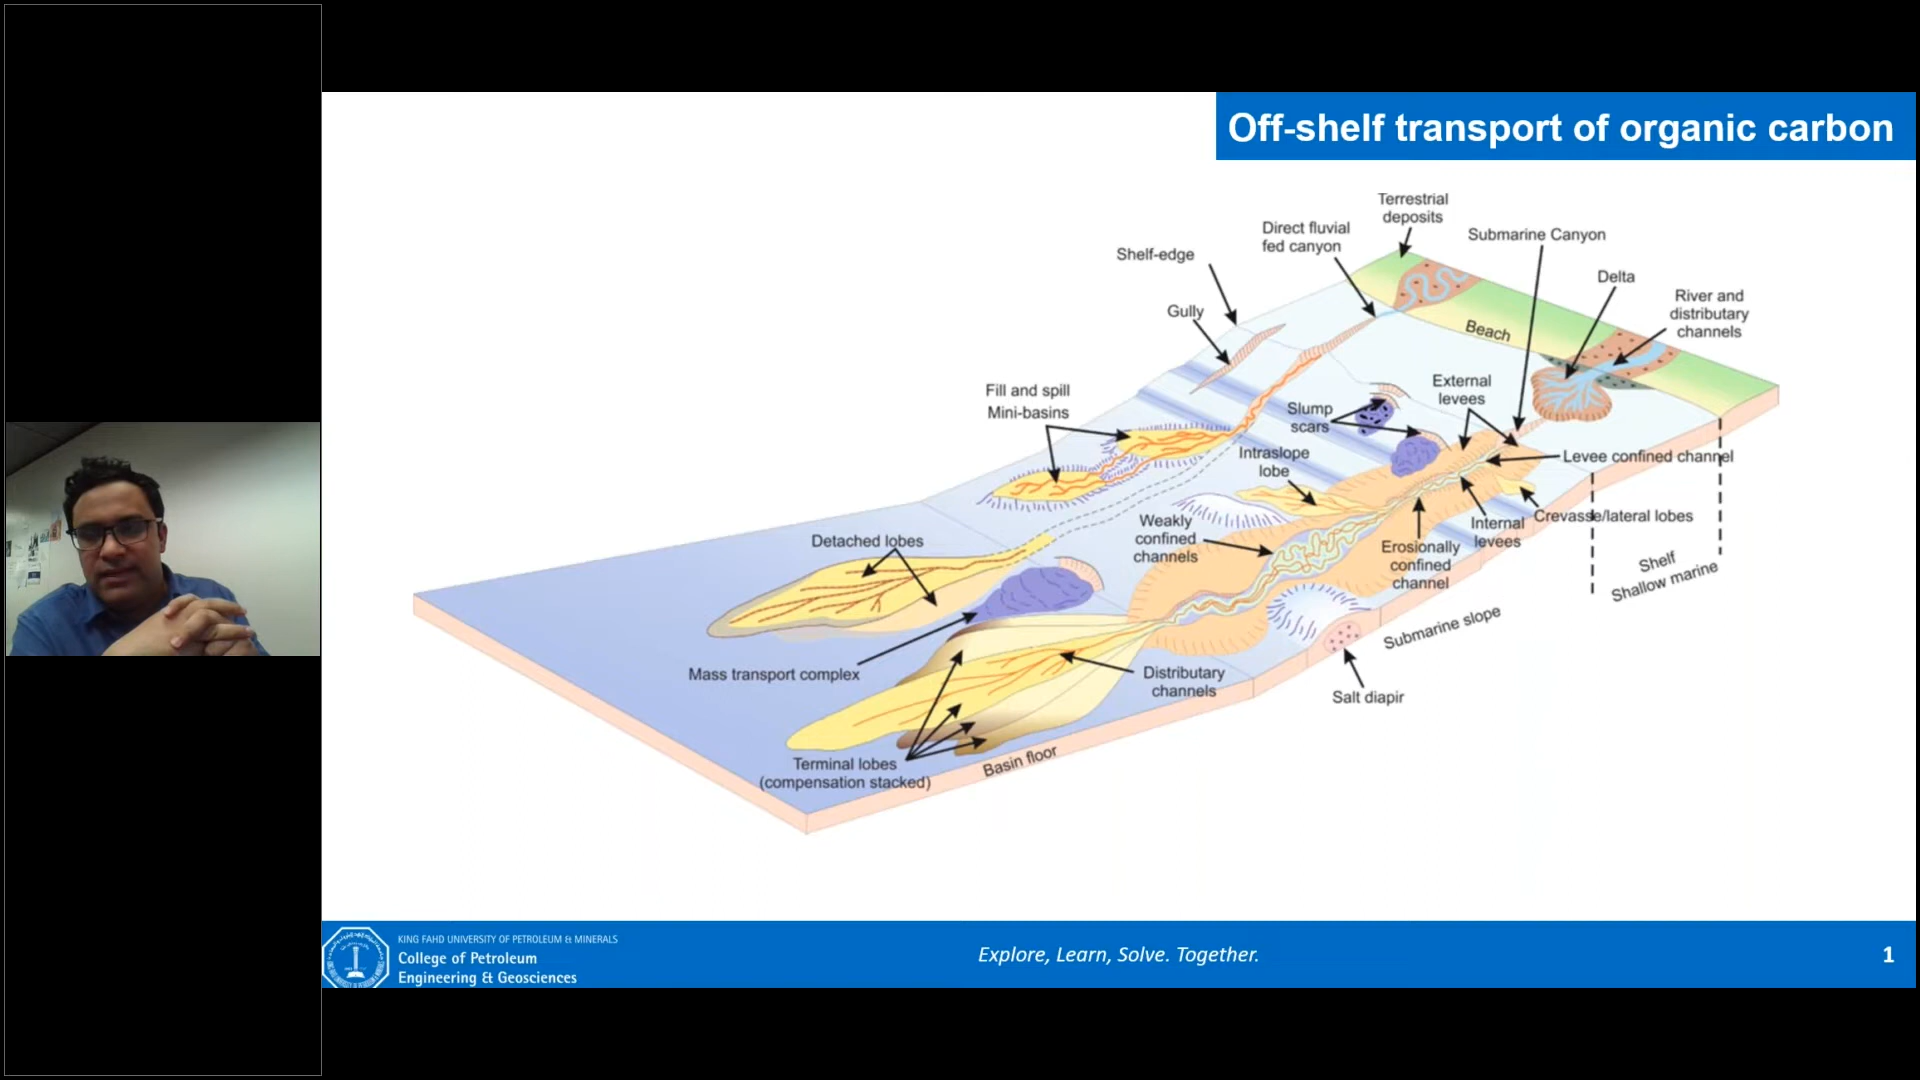 Off-shelf transport of organic carbon
Terrestrial
deposits
Direct fluvial
fed canyon
Submarine Canyon
Shelf-edge
Delta
River and
distributary
channels
Gully
Beach
Fill and spill
Mini-basins
External
levees
Slump
scars
Intraslope
lobe
Levee confined channel
Weakly
confined
channels
Internal
levees
Crevasse/lateral lobes
Detached lobes
Erosionally
confined
channel
Shelf
Shallow marine
Submarine slope
Mass transport complex
Distributary
channels
Salt diapir
Terminal lobes
(compensation stacked)
Basin floor
KING FAHD UNIVERSITY OF PETROLEUM & MINERALS
College of Petroleum
Engineering & Geosciences
Explore, Learn, Solve. Together.
1